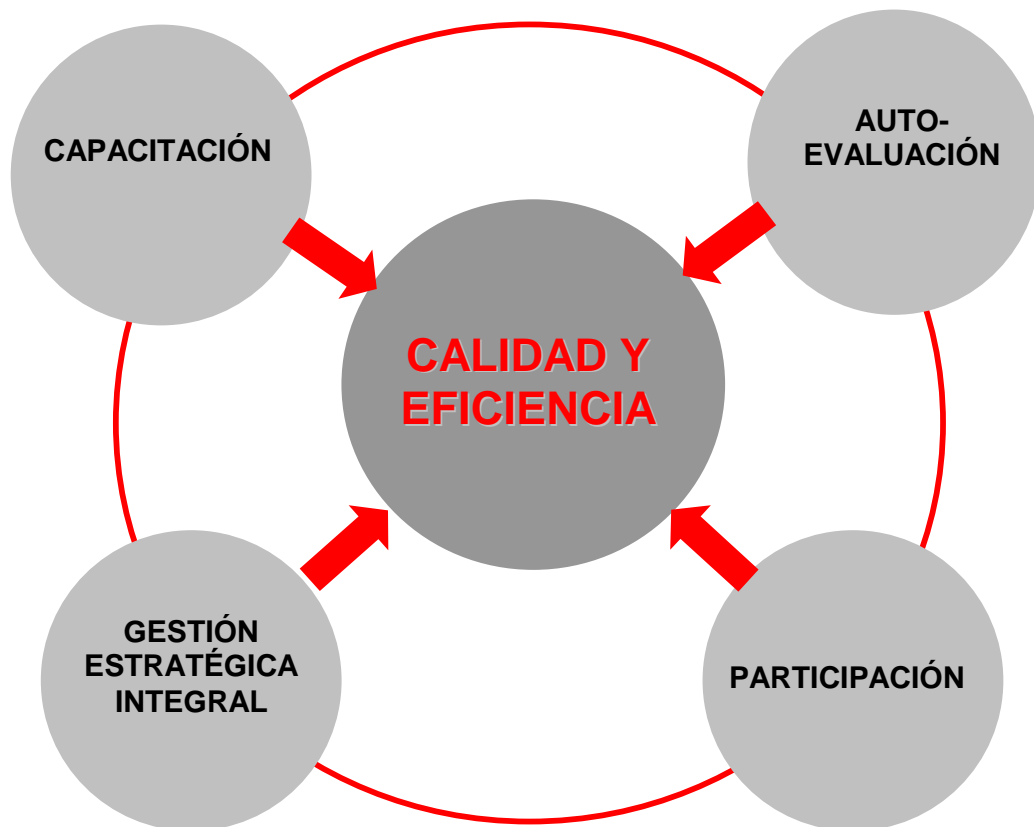 CAPACITACIÓN
AUTO-
EVALUACIÓN
CALIDAD Y
EFICIENCIA
GESTIÓN
ESTRATÉGICA
INTEGRAL
PARTICIPACIÓN